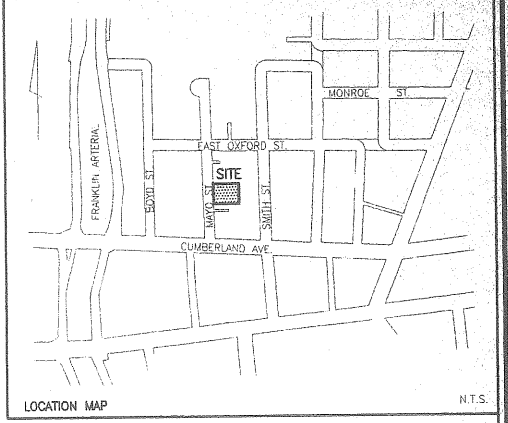 MONROE ST.
FRANKLIN ARTERIAL
EAST OXFORD ST.
SITE
BOYD ST.
MAYO ST.
SMITH ST.
CUMBERLAND AVE.
LOCATION MAP
N.T.S.